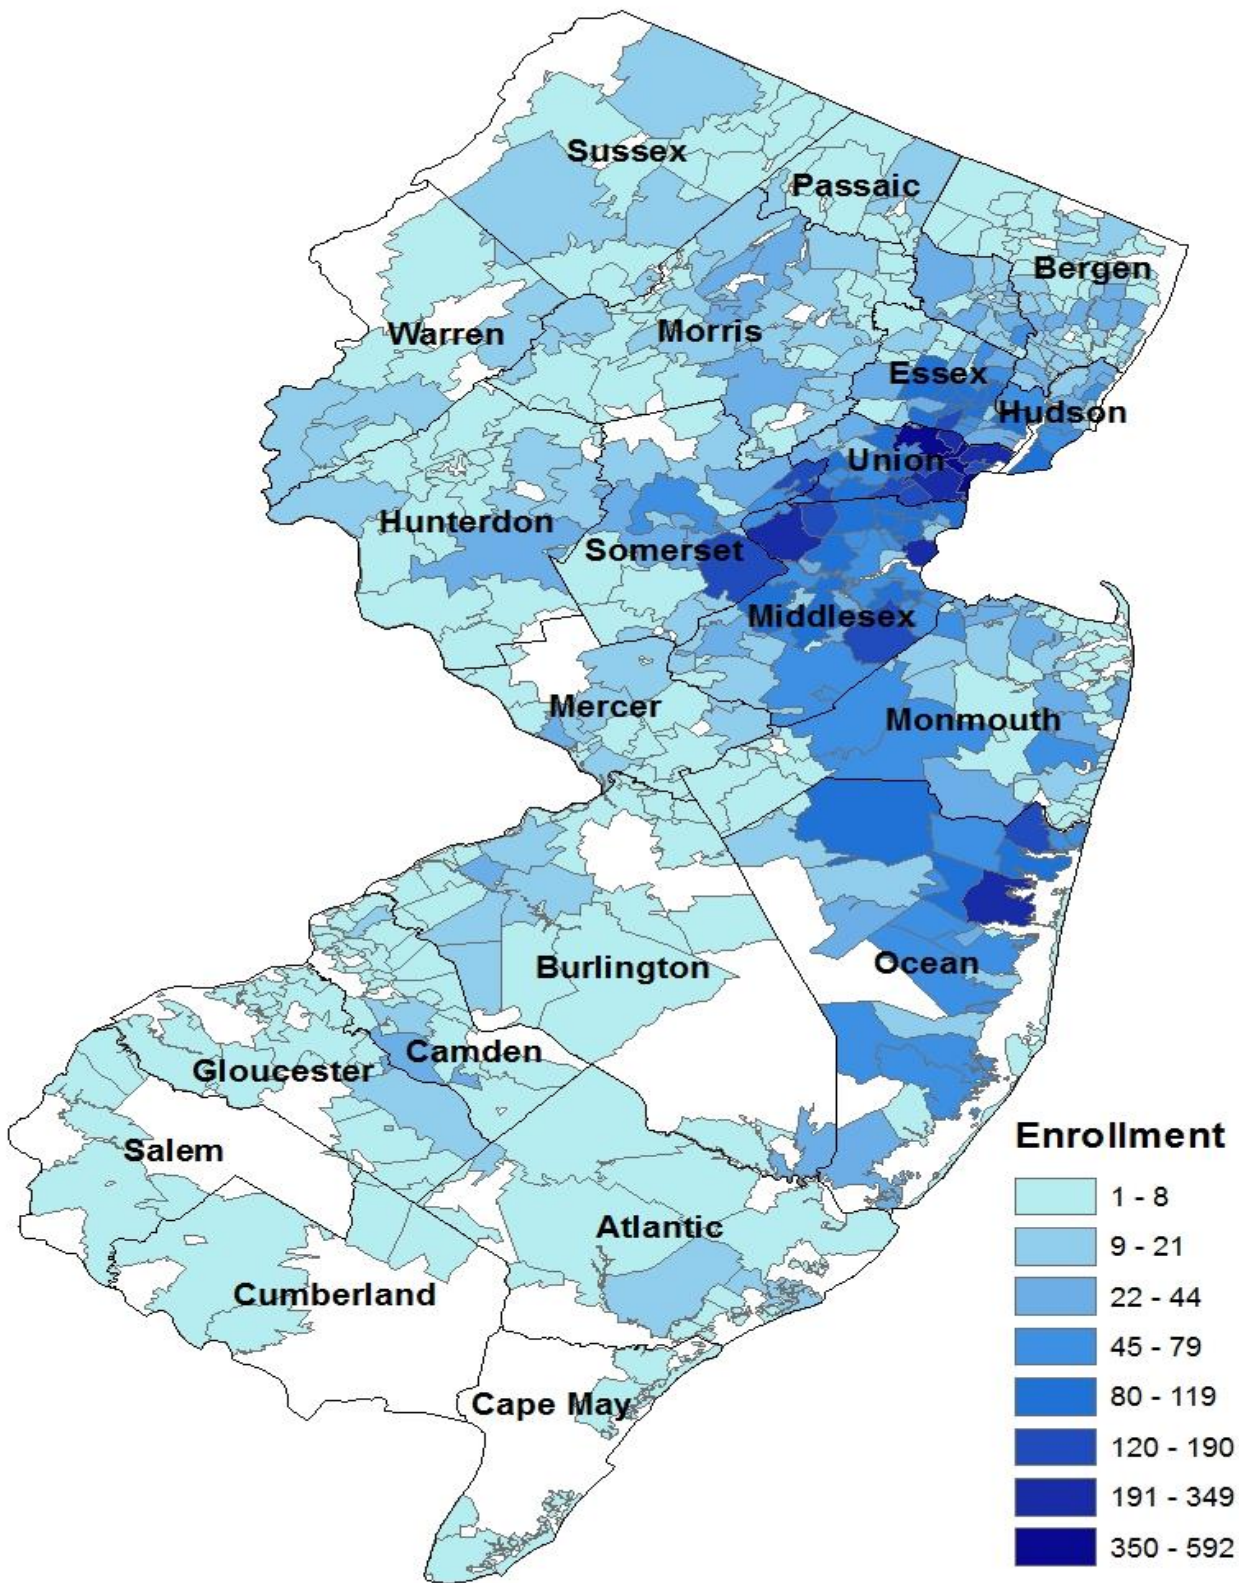 Sussex
Passaic
Bergen
Warren
Morris
Essex
Hudson
Union
Hunterdon
Somerset
Middlesex
Mercer
Monmouth
Burlington
Ocean
Camden
Gloucester
Salem
Atlantic
Cumberland
Cape May
Enrollment
1 - 8
9 - 21
22 - 44
45 - 79
80 - 119
120 - 190
191 - 349
350 - 592